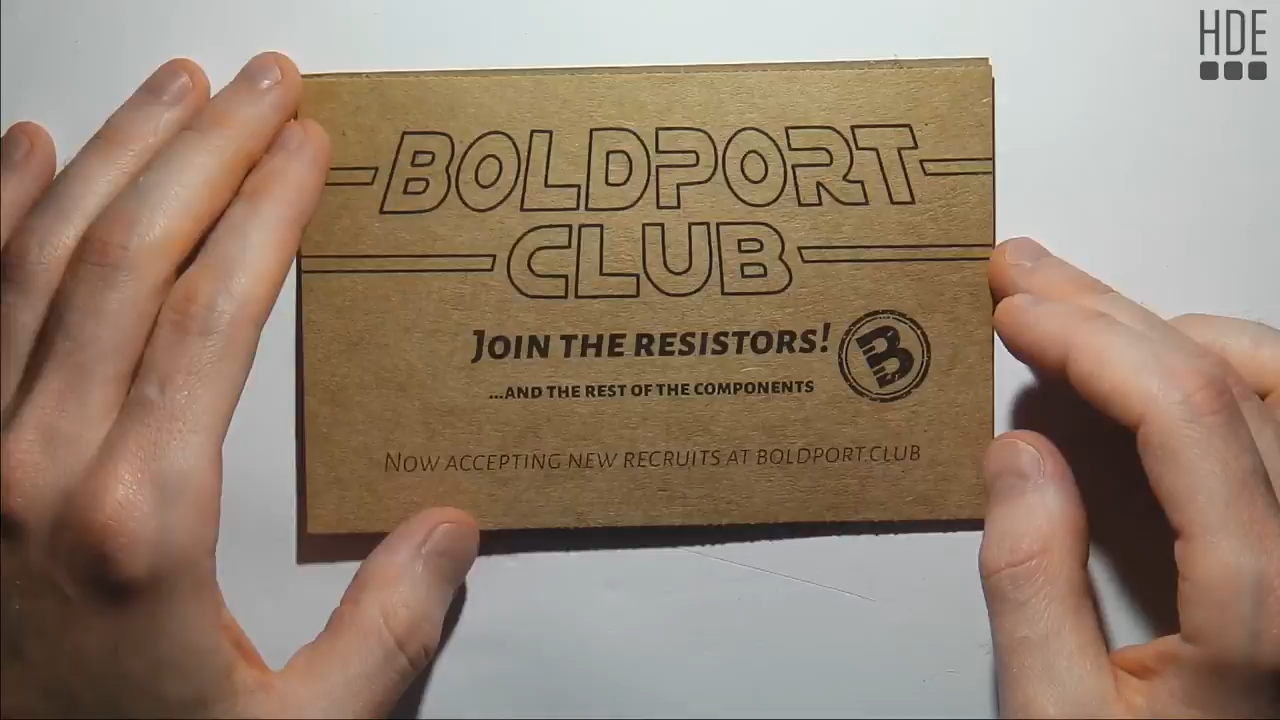 HDE
BOLDPORT
CLUB
JOIN THE RESISTORS!
...AND THE REST OF THE COMPONENTS
NOW ACCEPTING NEW RECRUITS AT BOLDPORT.CLUB